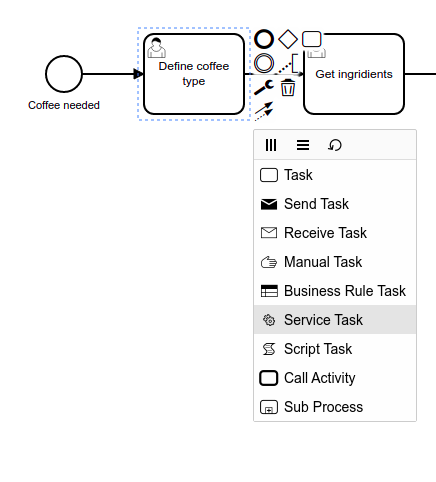 Define coffee
type
Get ingridients
Coffee needed
Task
Send Task
Receive Task
Manual Task
Business Rule Task
Service Task
Script Task
Call Activity
Sub Process